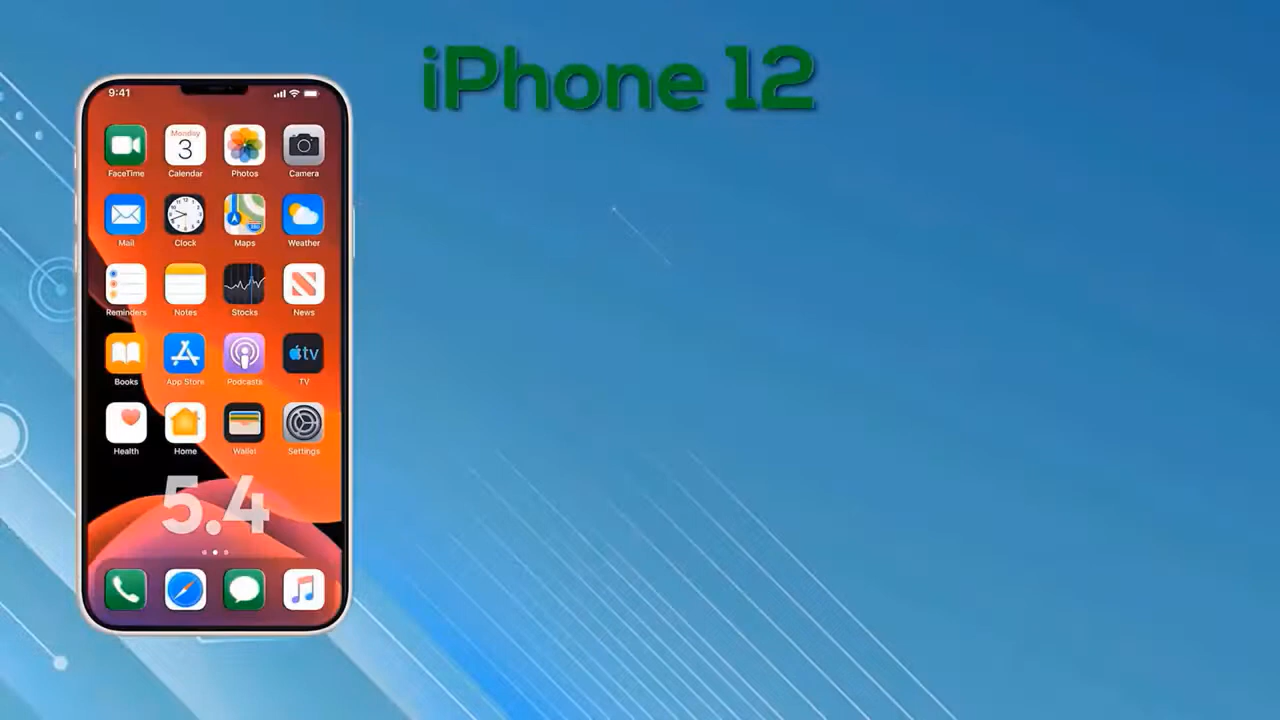 iPhone 12
9:41
Monday
3
FaceTime
Calendar
Photos
Camera
Mail
Clock
Maps
Weather
Reminders
Notes
Stocks
News
tv
Books
App Store
Podcasts
TV
Health
Home
Wallet
Settings
5.4